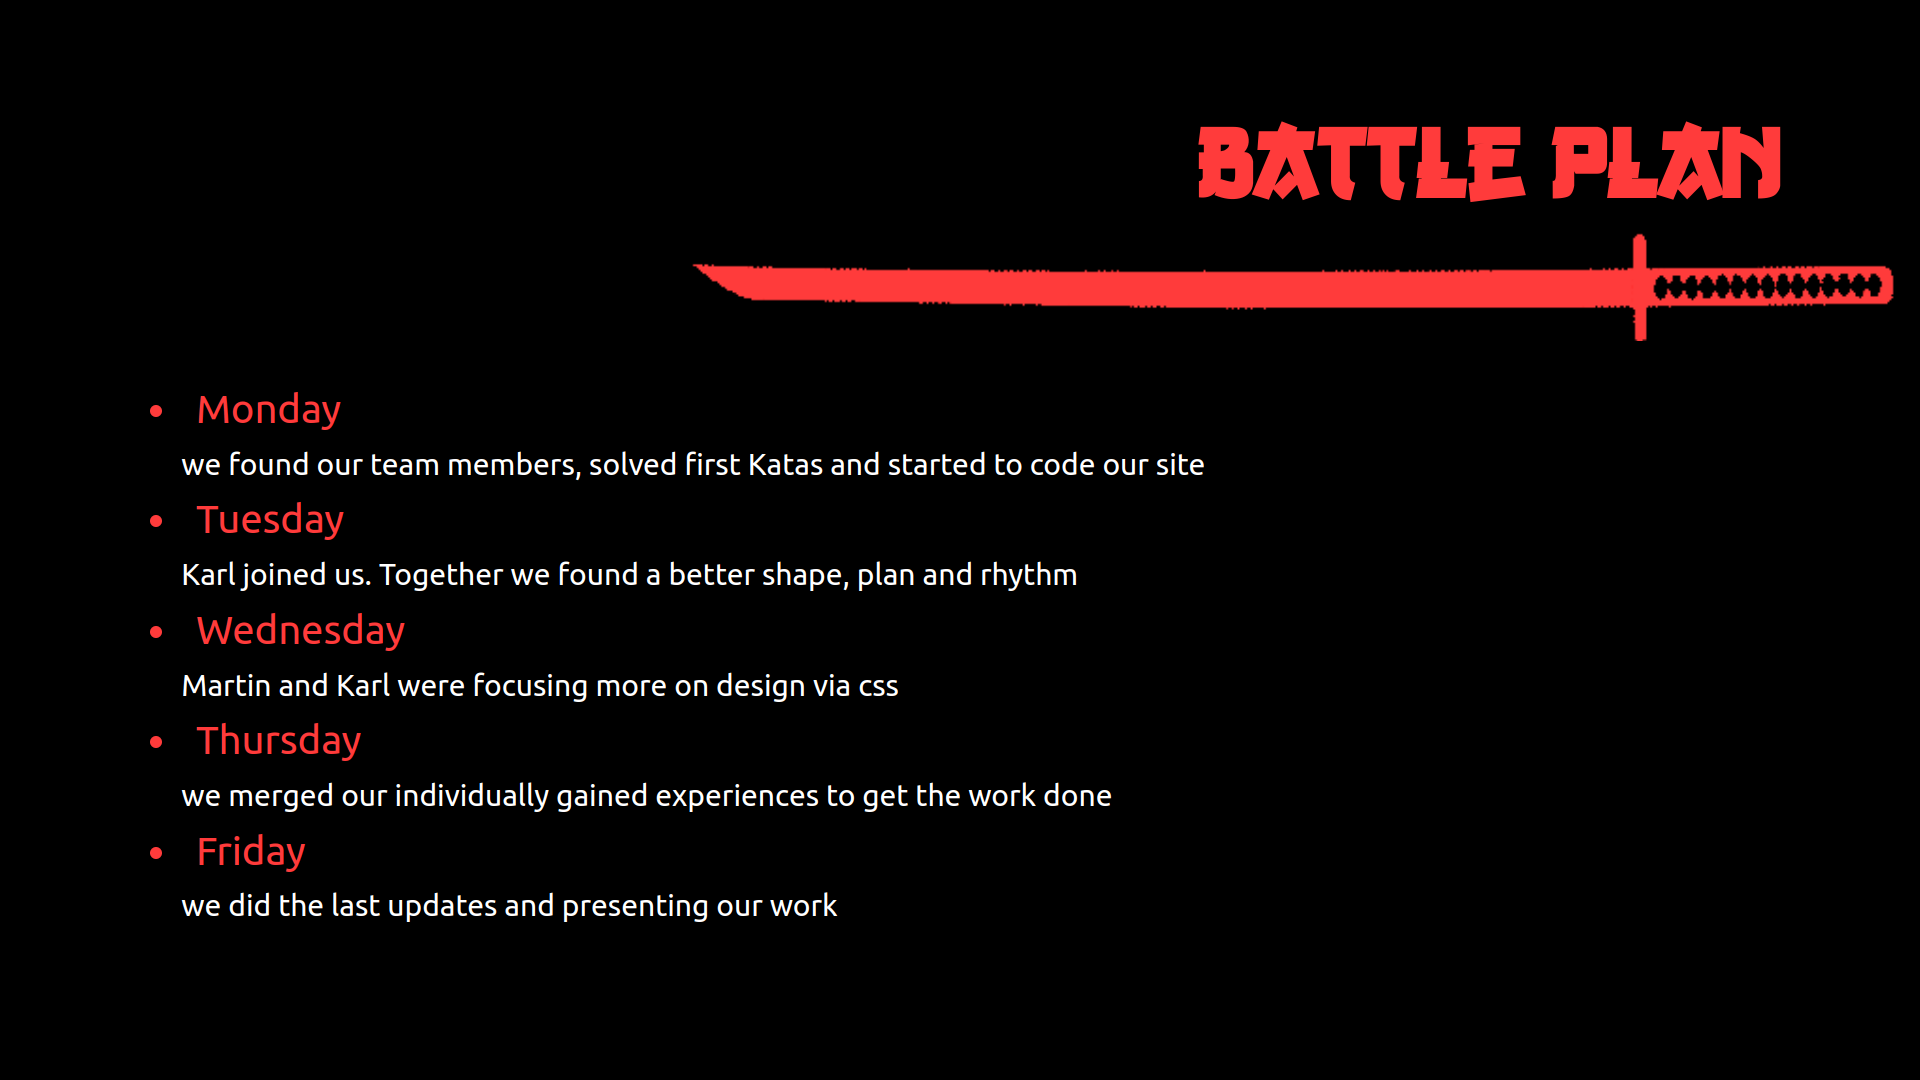 BATTLE PLAN
• Monday
we found our team members, solved first Katas and started to code our site
• Tuesday
Karl joined us. Together we found a better shape, plan and rhythm
• Wednesday
Martin and Karl were focusing more on design via css
• Thursday
we merged our individually gained experiences to get the work done
• Friday
we did the last updates and presenting our work